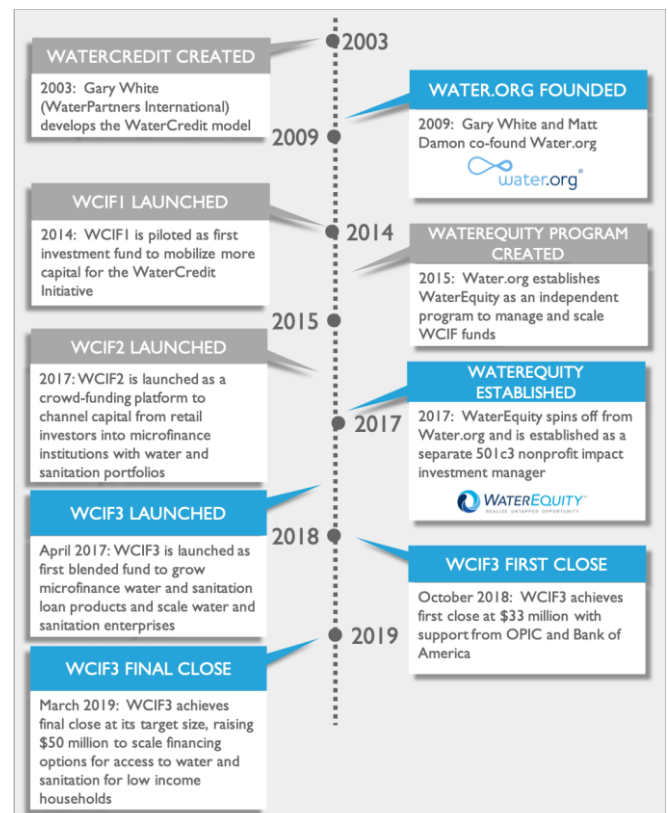 2003
WATERCREDIT CREATED
2003: Gary White
(WaterPartners International)
develops the WaterCredit model
WATER.ORG FOUNDED
2009: Gary White and Matt
Damon co-found Water.org
water.org®
2009
WCIF1 LAUNCHED
2014: WCIF1 is piloted as first
investment fund to mobilize more
capital for the WaterCredit
Initiative
2014
WATEREQUITY PROGRAM
CREATED
2015: Water.org establishes
WaterEquity as an independent
program to manage and scale
WCIF funds
2015
WCIF2 LAUNCHED
2017: WCIF2 is launched as a
crowd-funding platform to
channel capital from retail
investors into microfinance
institutions with water and
sanitation portfolios
WATEREQUITY
ESTABLISHED
2017: WaterEquity spins off from
Water.org and is established as a
separate 501c3 nonprofit impact
investment manager
WATEREQUITY™
REALIZE UNTAPPED OPPORTUNITY
2017
WCIF3 LAUNCHED
April 2017: WCIF3 is launched as
first blended fund to grow
microfinance water and sanitation
loan products and scale water and
sanitation enterprises
2018
WCIF3 FIRST CLOSE
October 2018: WCIF3 achieves
first close at $33 million with
support from OPIC and Bank of
America
2019
WCIF3 FINAL CLOSE
March 2019: WCIF3 achieves
final close at its target size, raising
$50 million to scale financing
options for access to water and
sanitation for low income
households